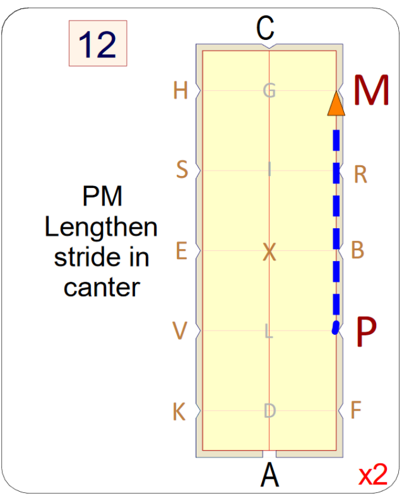 12
C
H G M
S I R
PM
Lengthen
stride in
canter
E X B
V L P
K D F
A
x2